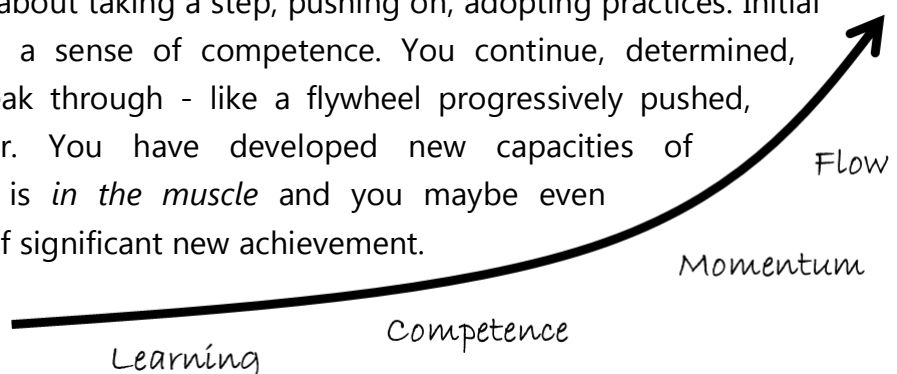 about taking a step, pushing on, adopting practices. Initial
a sense of competence. You continue, determined,
through - like a flywheel progressively pushed,
You have developed new capacities of
is in the muscle and you maybe even
significant new achievement.
Flow
Momentum
Competence
Learning